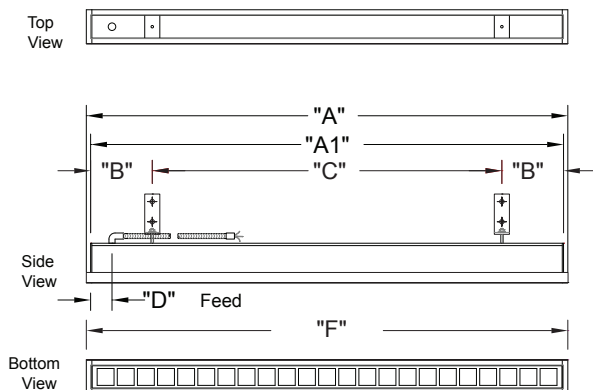 Top
View
"A"
"A1"
"B" "C" "B"
Side
View
"D" Feed
"F"
Bottom
View